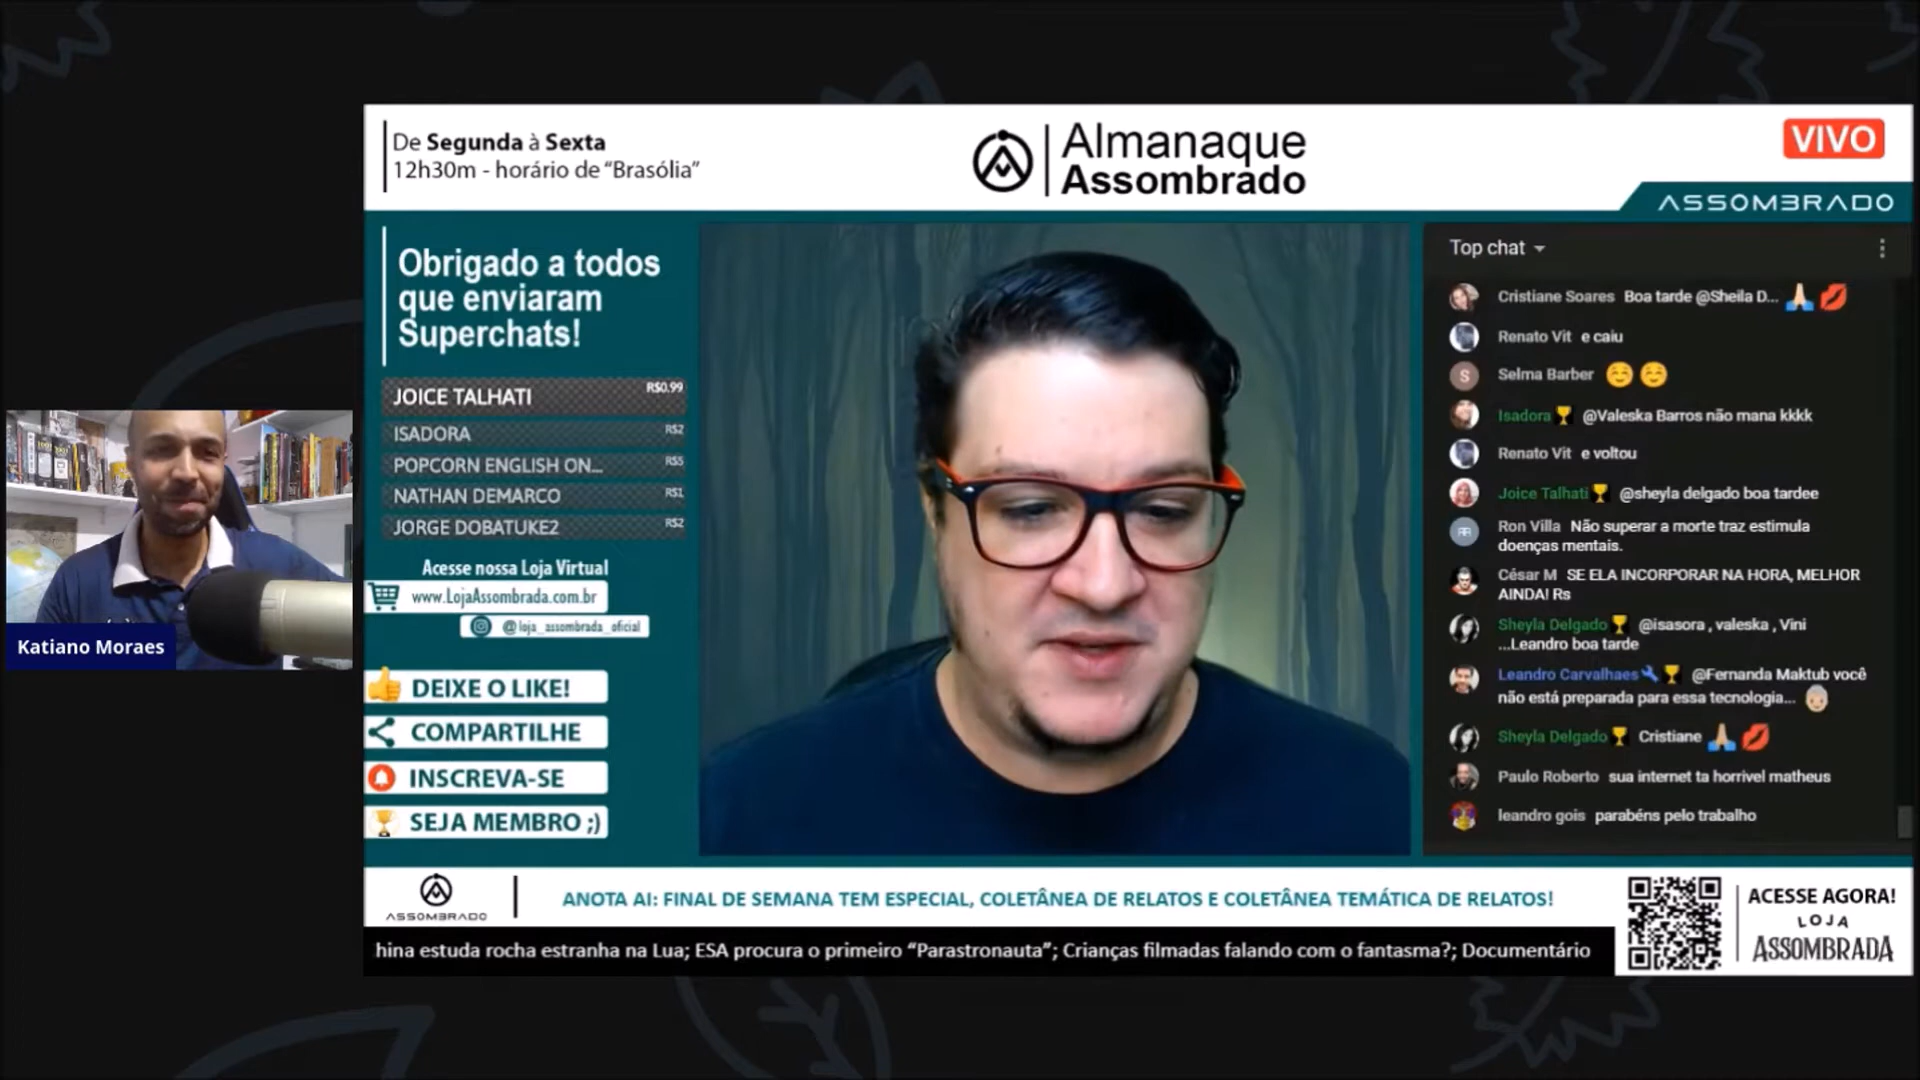 De Segunda à Sexta
12h30m - horário de “Brasólia”
Almanaque
Assombrado
VIVO
ASSOMBRADO
Obrigado a todos
que enviaram
Superchats!
JOICE TALHATI R$0.99
ISADORA R$2
POPCORN ENGLISH ON... R$5
NATHAN DEMARCO R$1
JORGE DOBATUKE2 R$2
Acesse nossa Loja Virtual
www.LojaAssombrada.com.br
@loja_assombrada_oficial
DEIXE O LIKE!
COMPARTILHE
INSCREVA-SE
SEJA MEMBRO ;)
Katiano Moraes
Top chat
Cristiane Soares Boa tarde @Sheila D...
Renato Vit e caiu
S Selma Barber
Isadora @Valeska Barros não mana kkkk
Renato Vit e voltou
Joice Talhati @sheyla delgado boa tardee
Ron Villa Não superar a morte traz estimula
doenças mentais.
César M SE ELA INCORPORAR NA HORA, MELHOR
AINDA! Rs
Sheyla Delgado @isasora , valeska , Vini
...Leandro boa tarde
Leandro Carvalhaes @Fernanda Maktub você
não está preparada para essa tecnologia...
Sheyla Delgado Cristiane
Paulo Roberto sua internet ta horrivel matheus
leandro gois parabéns pelo trabalho
ASSOMBRADO
ANOTA AI: FINAL DE SEMANA TEM ESPECIAL, COLETÂNEA DE RELATOS E COLETÂNEA TEMÁTICA DE RELATOS!
hina estuda rocha estranha na Lua; ESA procura o primeiro “Parastronauta”; Crianças filmadas falando com o fantasma?; Documentário
ACESSE AGORA!
LOJA
ASSOMBRADA